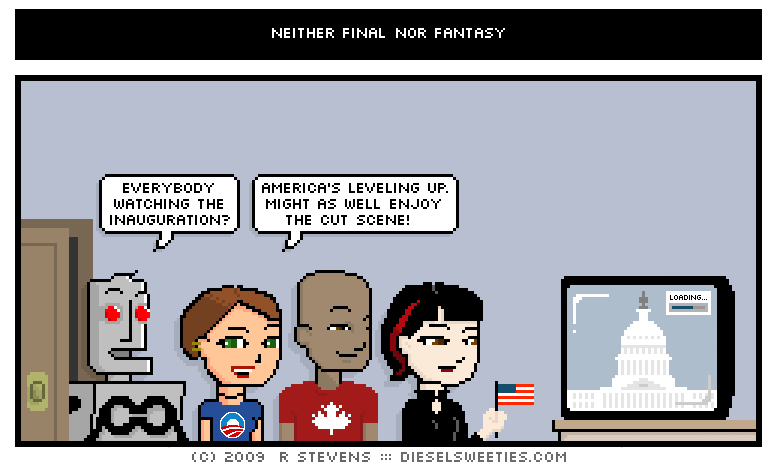 NEITHER FINAL NOR FANTASY
EVERYBODY
WATCHING THE
INAUGURATION?
AMERICA'S LEVELING UP.
MIGHT AS WELL ENJOY
THE CUT SCENE!
LOADING...
(C) 2009 R STEVENS ::: DIESELSWEETIES.COM